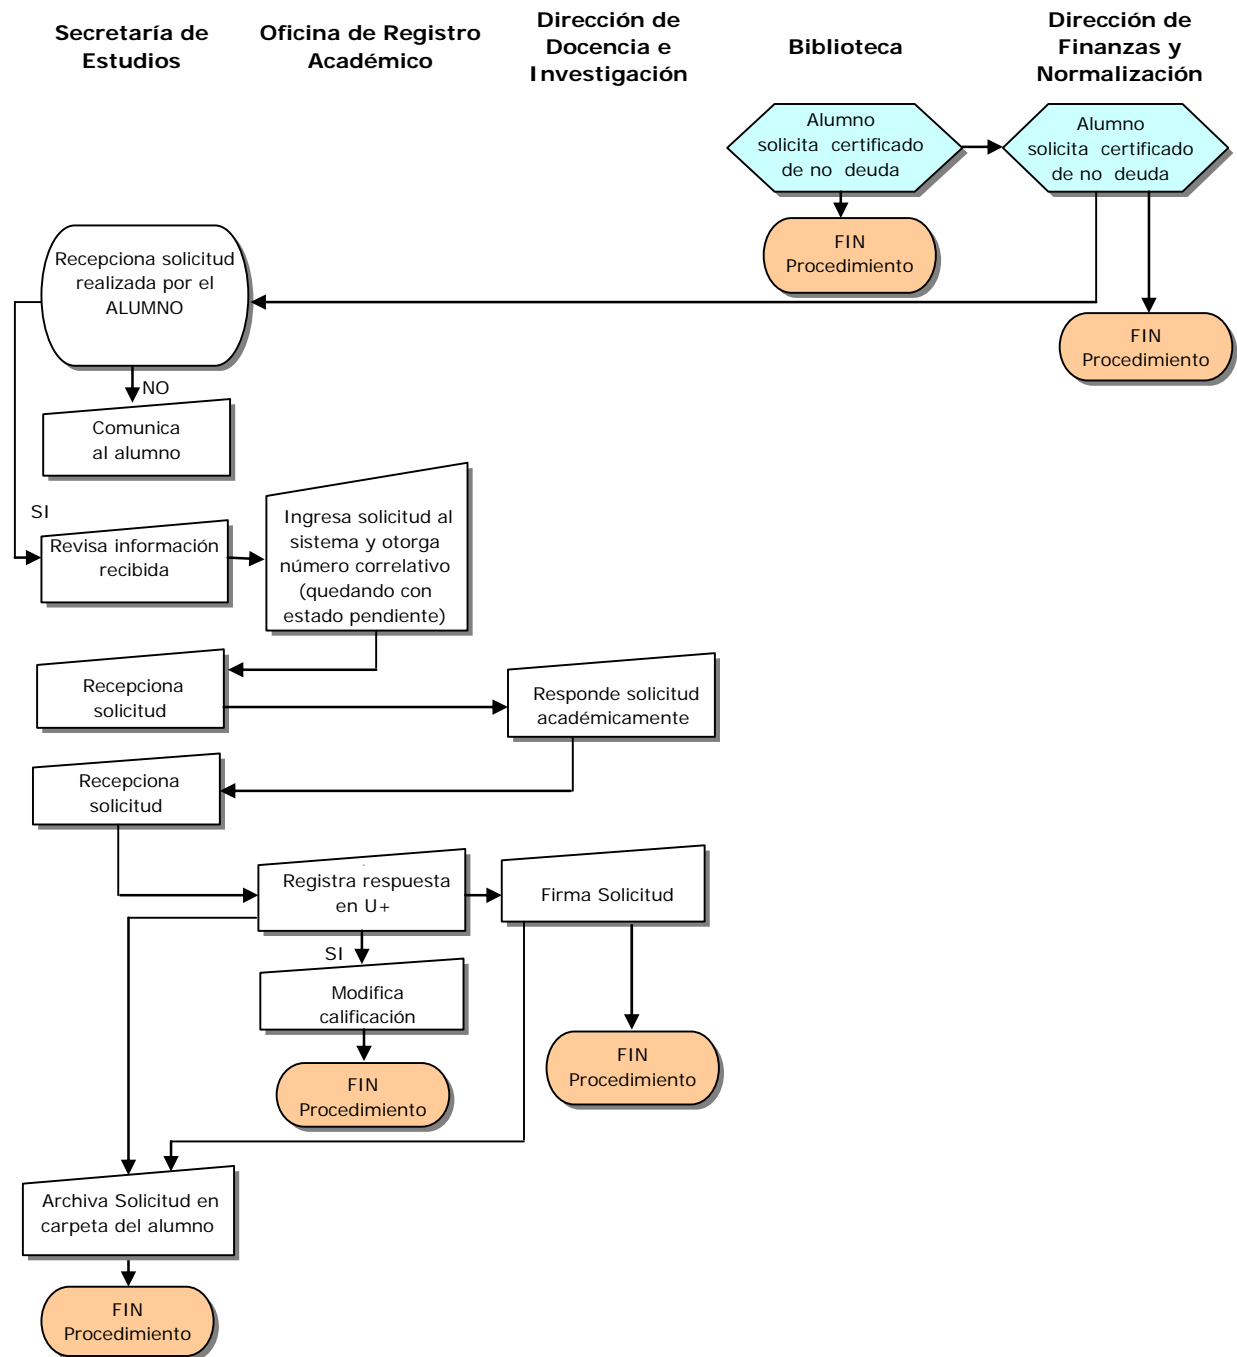 Secretaría de
Estudios
Oficina de Registro
Académico
Dirección de
Docencia e
Investigación
Biblioteca
Dirección de
Finanzas y
Normalización
Alumno
solicita certificado
de no deuda
Alumno
solicita certificado
de no deuda
FIN
Procedimiento
FIN
Procedimiento
Recepciona solicitud
realizada por el
ALUMNO
NO
Comunica
al alumno
SI
Revisa información
recibida
Ingresa solicitud al
sistema y otorga
número correlativo
(quedando con
estado pendiente)
Recepciona
solicitud
Responde solicitud
académicamente
Recepciona
solicitud
Registra respuesta
en U+
Firma Solicitud
SI
Modifica
calificación
FIN
Procedimiento
FIN
Procedimiento
Archiva Solicitud en
carpeta del alumno
FIN
Procedimiento